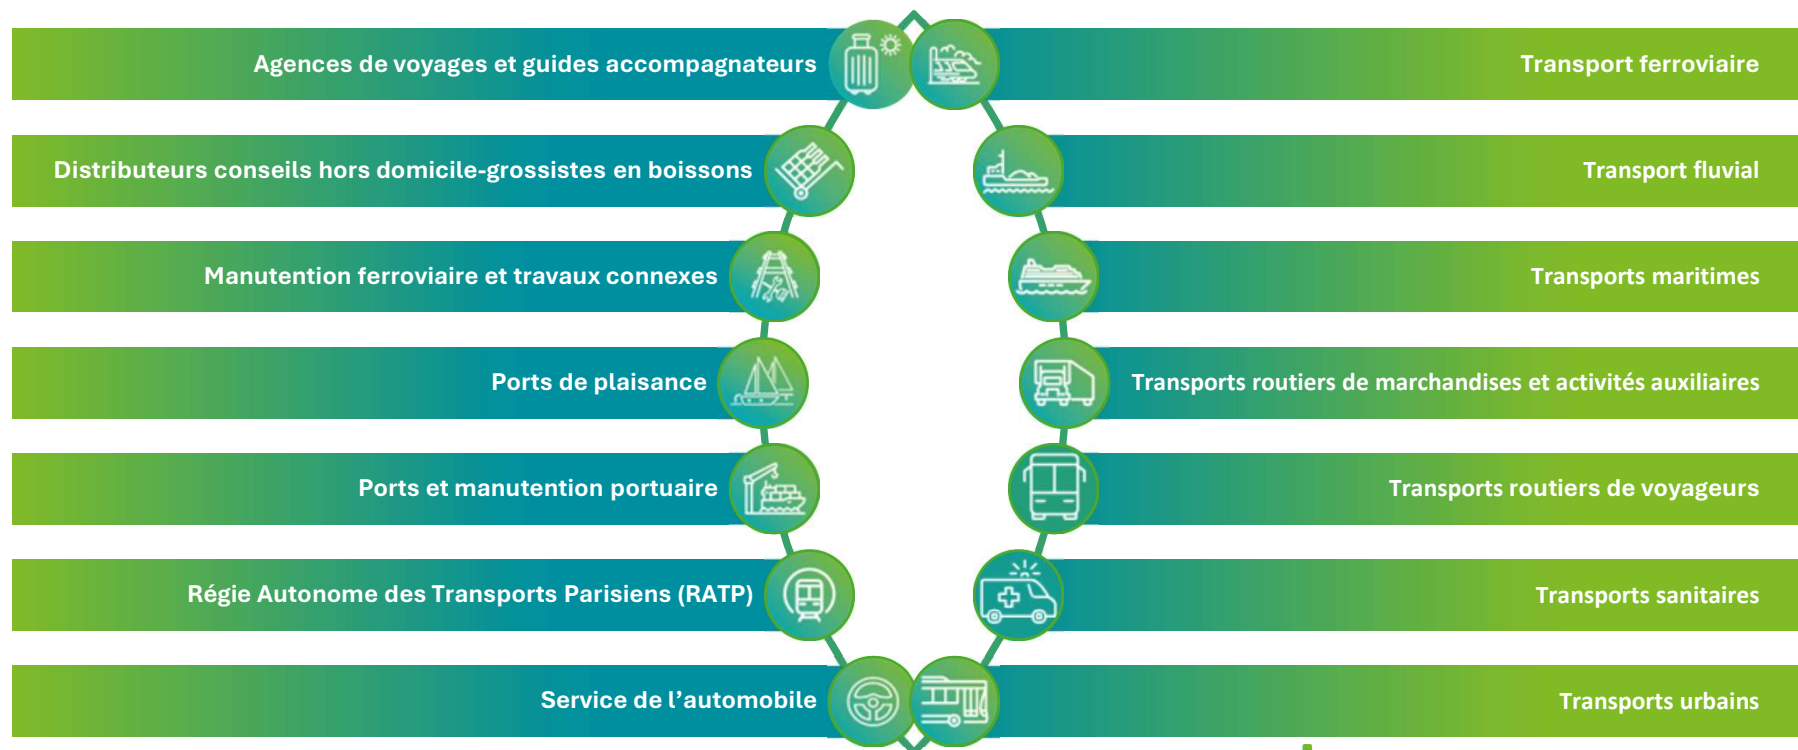 Agences de voyages et guides accompagnateurs
Distributeurs conseils hors domicile-grossistes en boissons
Manutention ferroviaire et travaux connexes
Ports de plaisance
Ports et manutention portuaire
Régie Autonome des Transports Parisiens (RATP)
Service de l’automobile
Transport ferroviaire
Transport fluvial
Transports maritimes
Transports routiers de marchandises et activités auxiliaires
Transports routiers de voyageurs
Transports sanitaires
Transports urbains